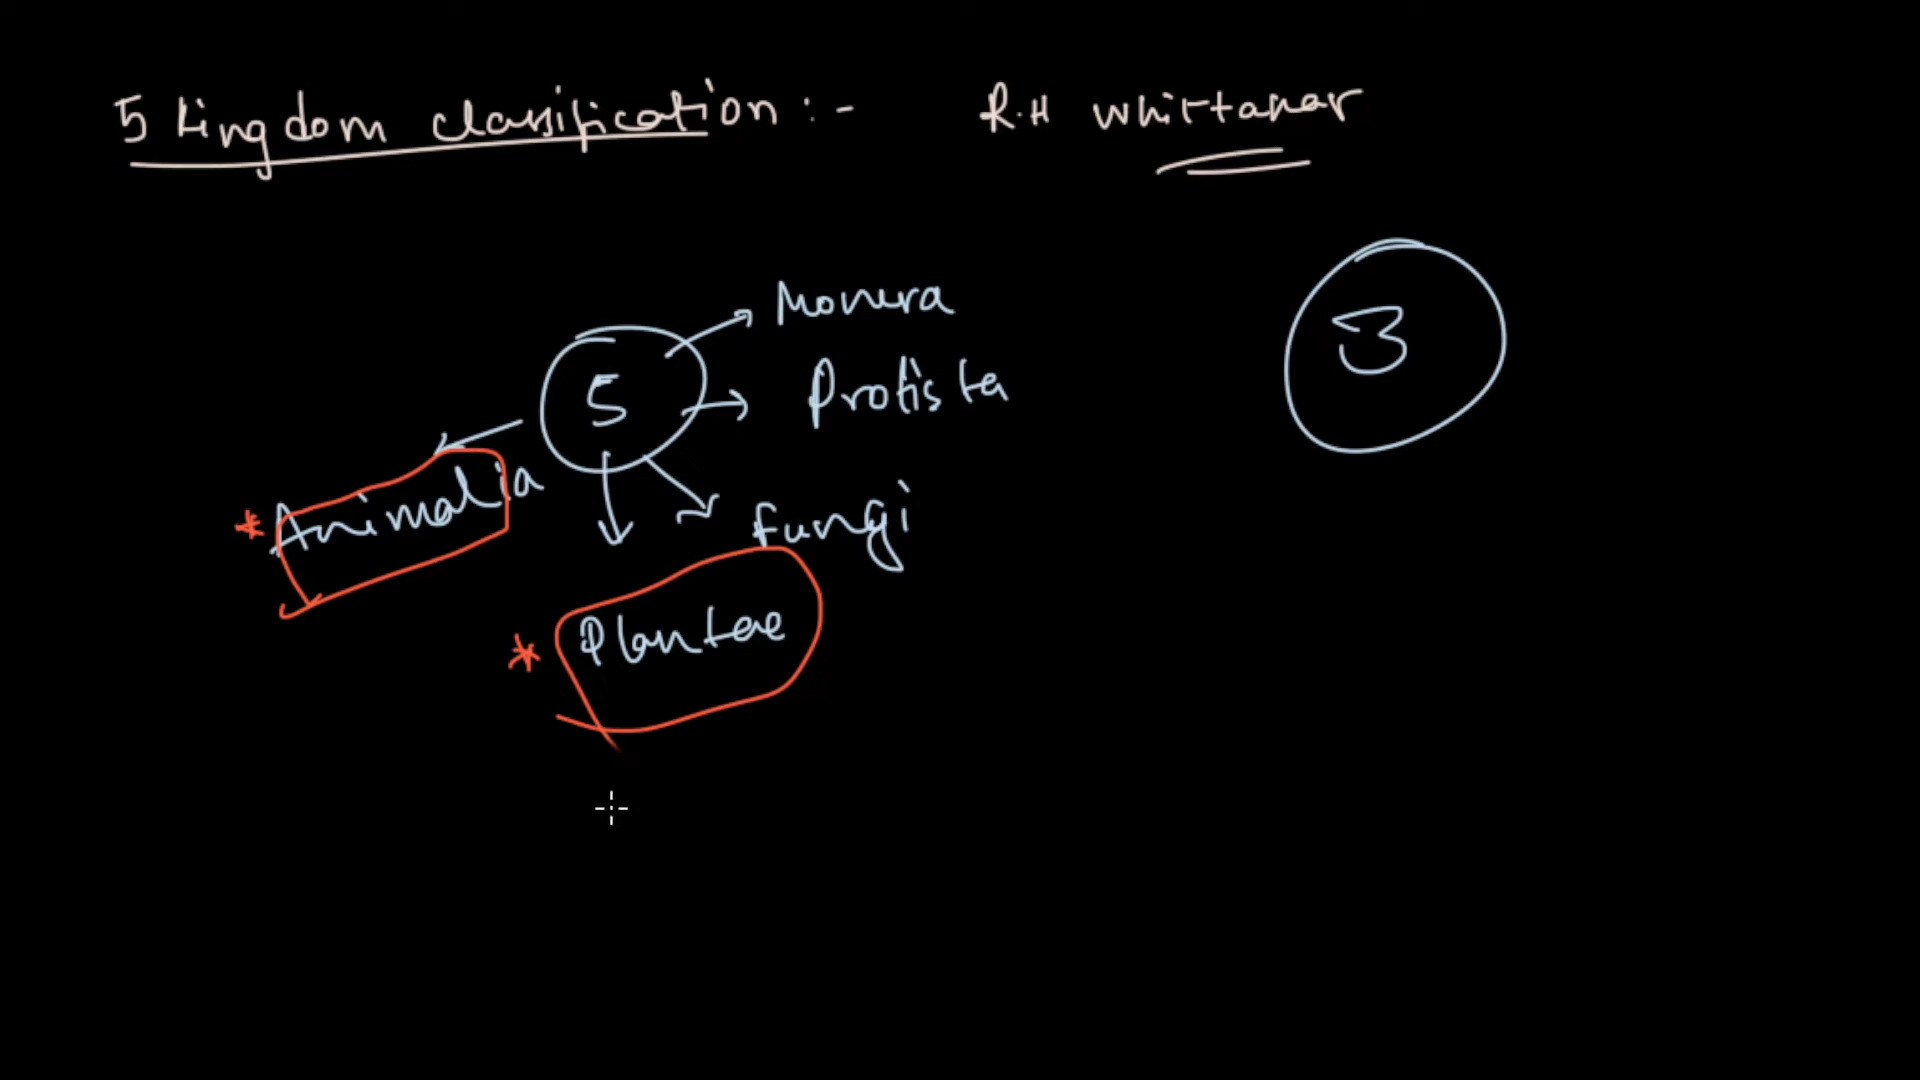 5 kingdom classification :- R.H Whittaker
Monera
5
3
Protista
* Animalia
Fungi
* Plantae